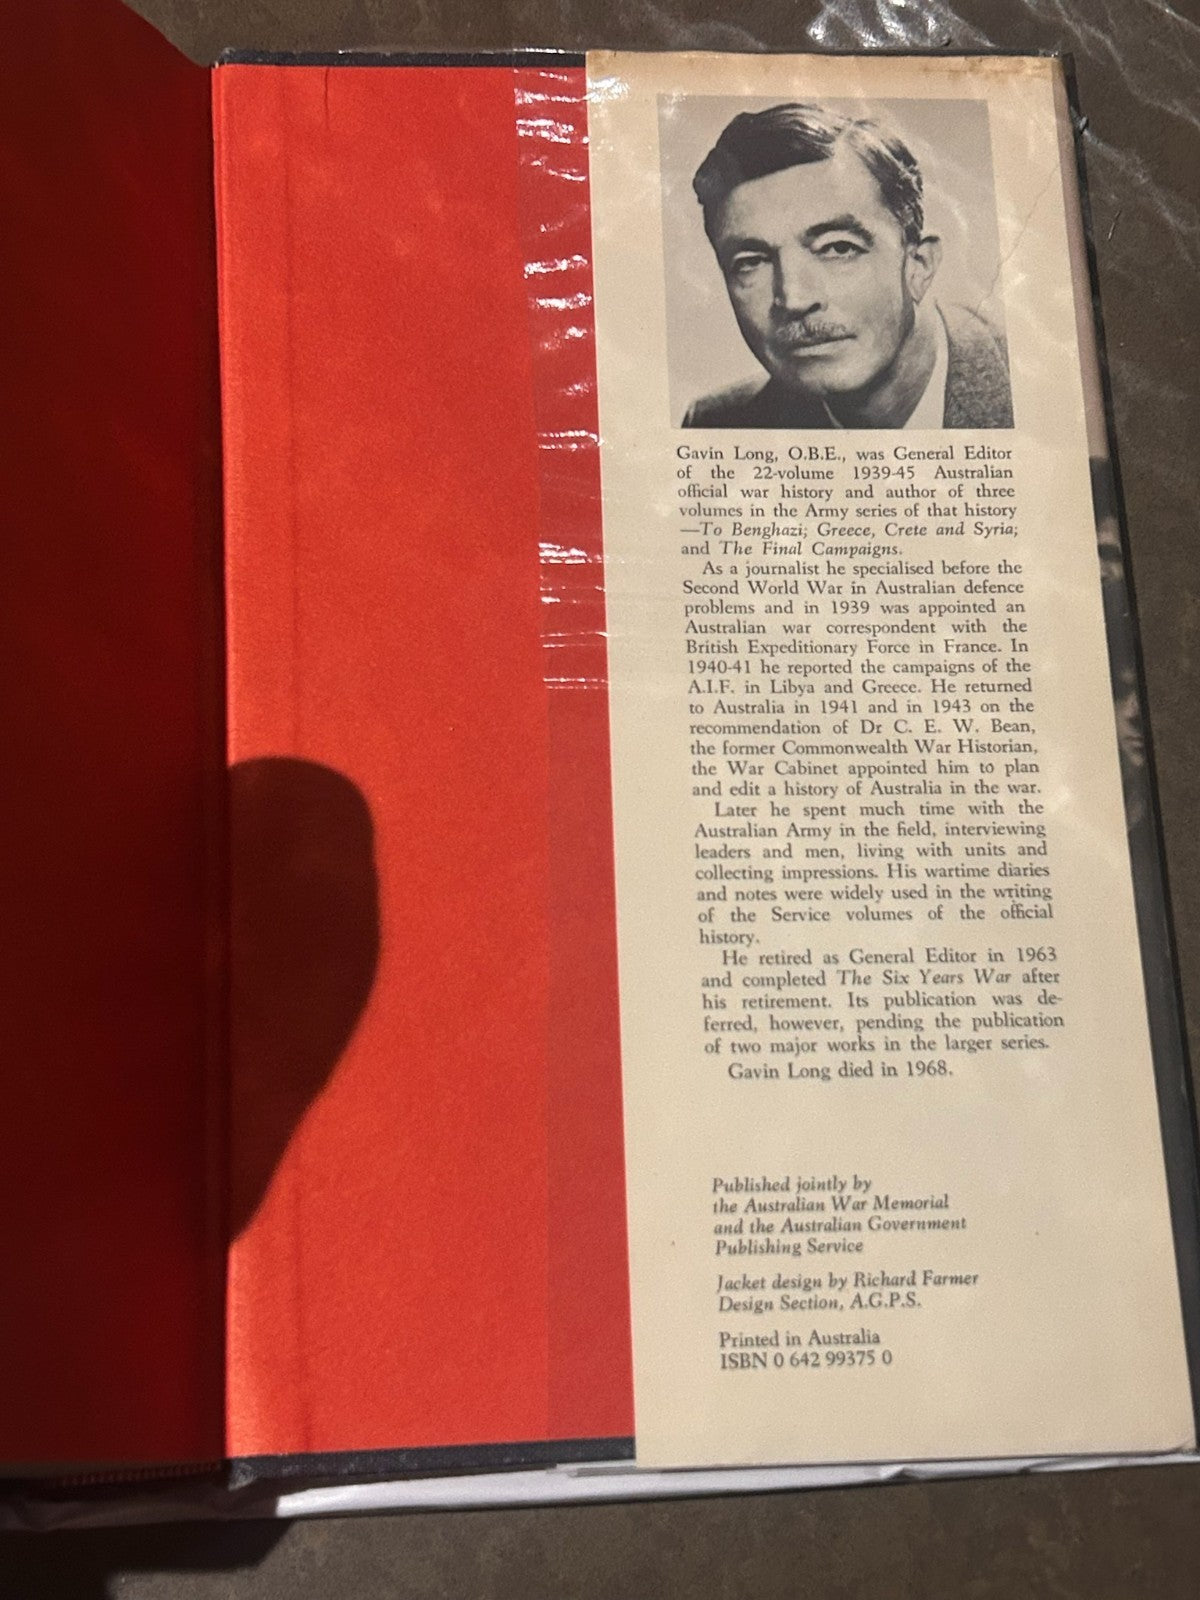 Gavin Long, O.B.E., was General Editor
of the 22-volume 1939-45 Australian
official war history and author of three
volumes in the Army series of that history
—To Benghazi; Greece, Crete and Syria;
and The Final Campaigns.
As a journalist he specialised before the
Second World War in Australian defence
problems and in 1939 was appointed an
Australian war correspondent with the
British Expeditionary Force in France. In
1940-41 he reported the campaigns of the
A.I.F. in Libya and Greece. He returned
to Australia in 1941 and in 1943 on the
recommendation of Dr C. E. W. Bean,
the former Commonwealth War Historian,
the War Cabinet appointed him to plan
and edit a history of Australia in the war.
Later he spent much time with the
Australian Army in the field, interviewing
leaders and men, living with units and
collecting impressions. His wartime diaries
and notes were widely used in the writing
of the Service volumes of the official
history.
He retired as General Editor in 1963
and completed The Six Years War after
his retirement. Its publication was de-
ferred, however, pending the publication
of two major works in the larger series.
Gavin Long died in 1968.
Published jointly by
the Australian War Memorial
and the Australian Government
Publishing Service
Jacket design by Richard Farmer
Design Section, A.G.P.S.
Printed in Australia
ISBN 0 642 99375 0